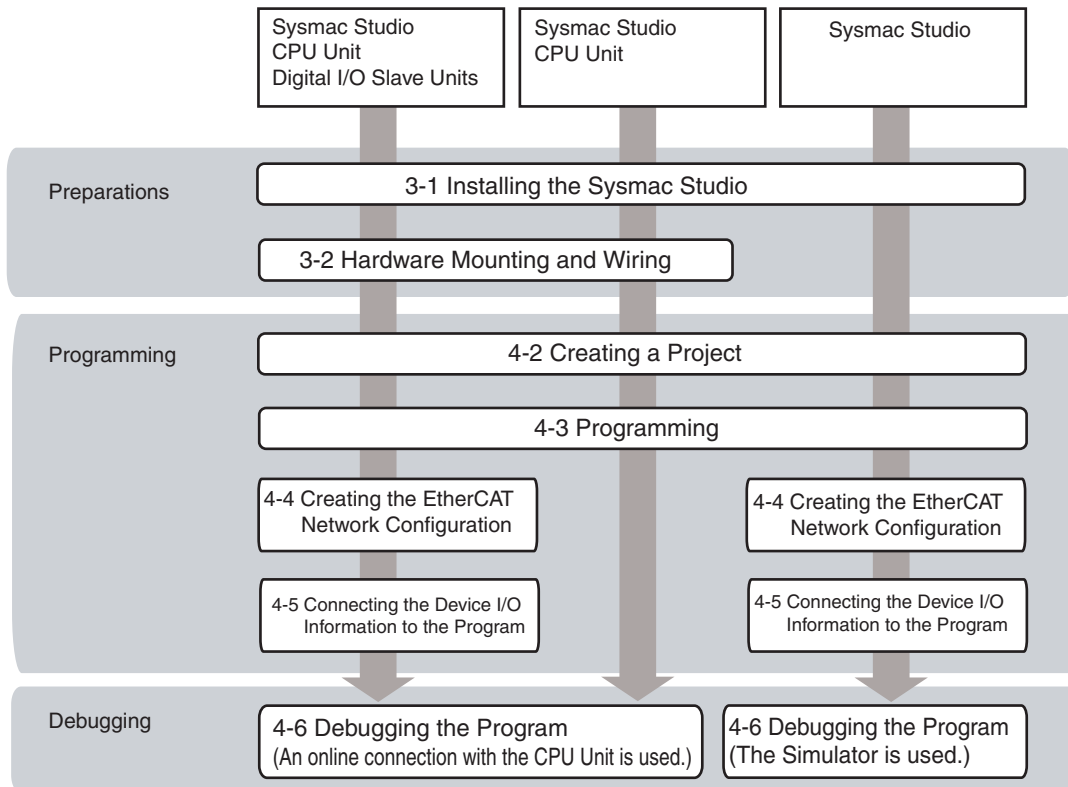 Sysmac Studio
CPU Unit
Digital I/O Slave Units
Sysmac Studio
CPU Unit
Sysmac Studio
Preparations
3-1 Installing the Sysmac Studio
3-2 Hardware Mounting and Wiring
Programming
4-2 Creating a Project
4-3 Programming
4-4 Creating the EtherCAT
Network Configuration
4-4 Creating the EtherCAT
Network Configuration
4-5 Connecting the Device I/O
Information to the Program
4-5 Connecting the Device I/O
Information to the Program
Debugging
4-6 Debugging the Program
(An online connection with the CPU Unit is used.)
4-6 Debugging the Program
(The Simulator is used.)